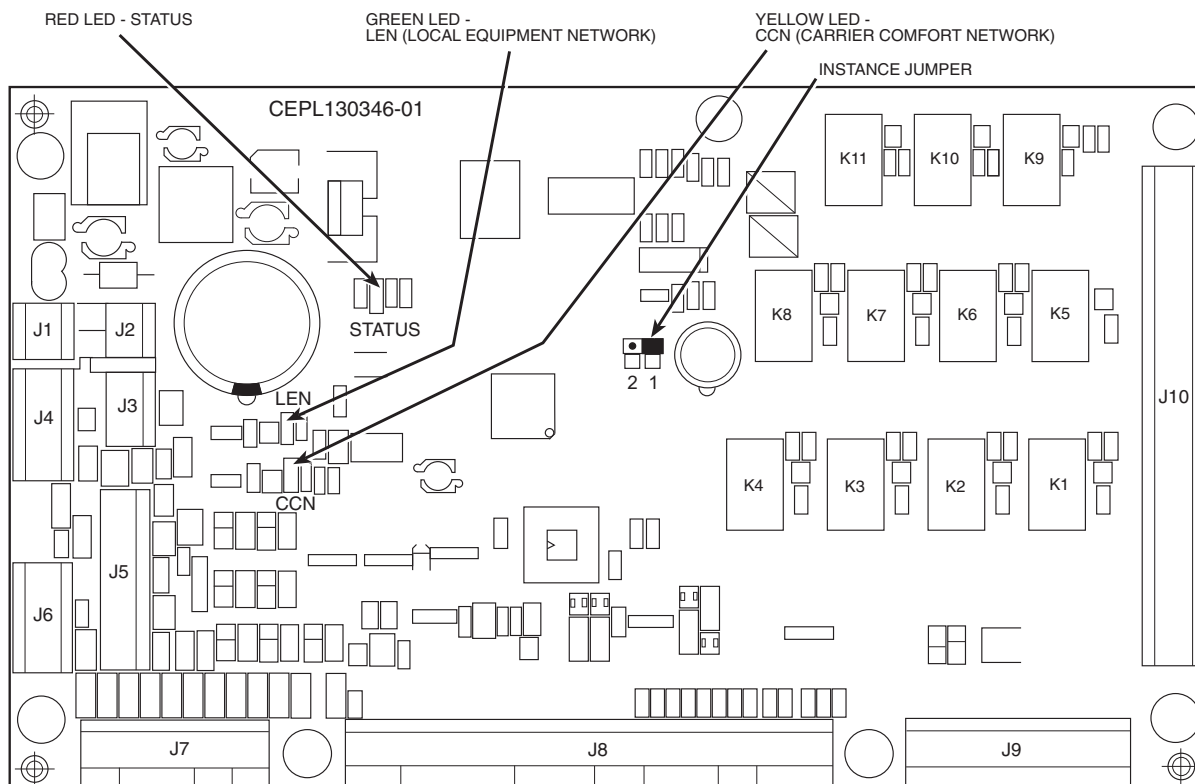 RED LED - STATUS
GREEN LED -
LEN (LOCAL EQUIPMENT NETWORK)
YELLOW LED -
CCN (CARRIER COMFORT NETWORK)
INSTANCE JUMPER
CEPL130346-01
K11
K10
K9
K8
K7
K6
K5
STATUS
J1
J2
2
1
LEN
J3
J4
J10
K4
K3
K2
K1
CCN
J5
J6
J7
J8
J9